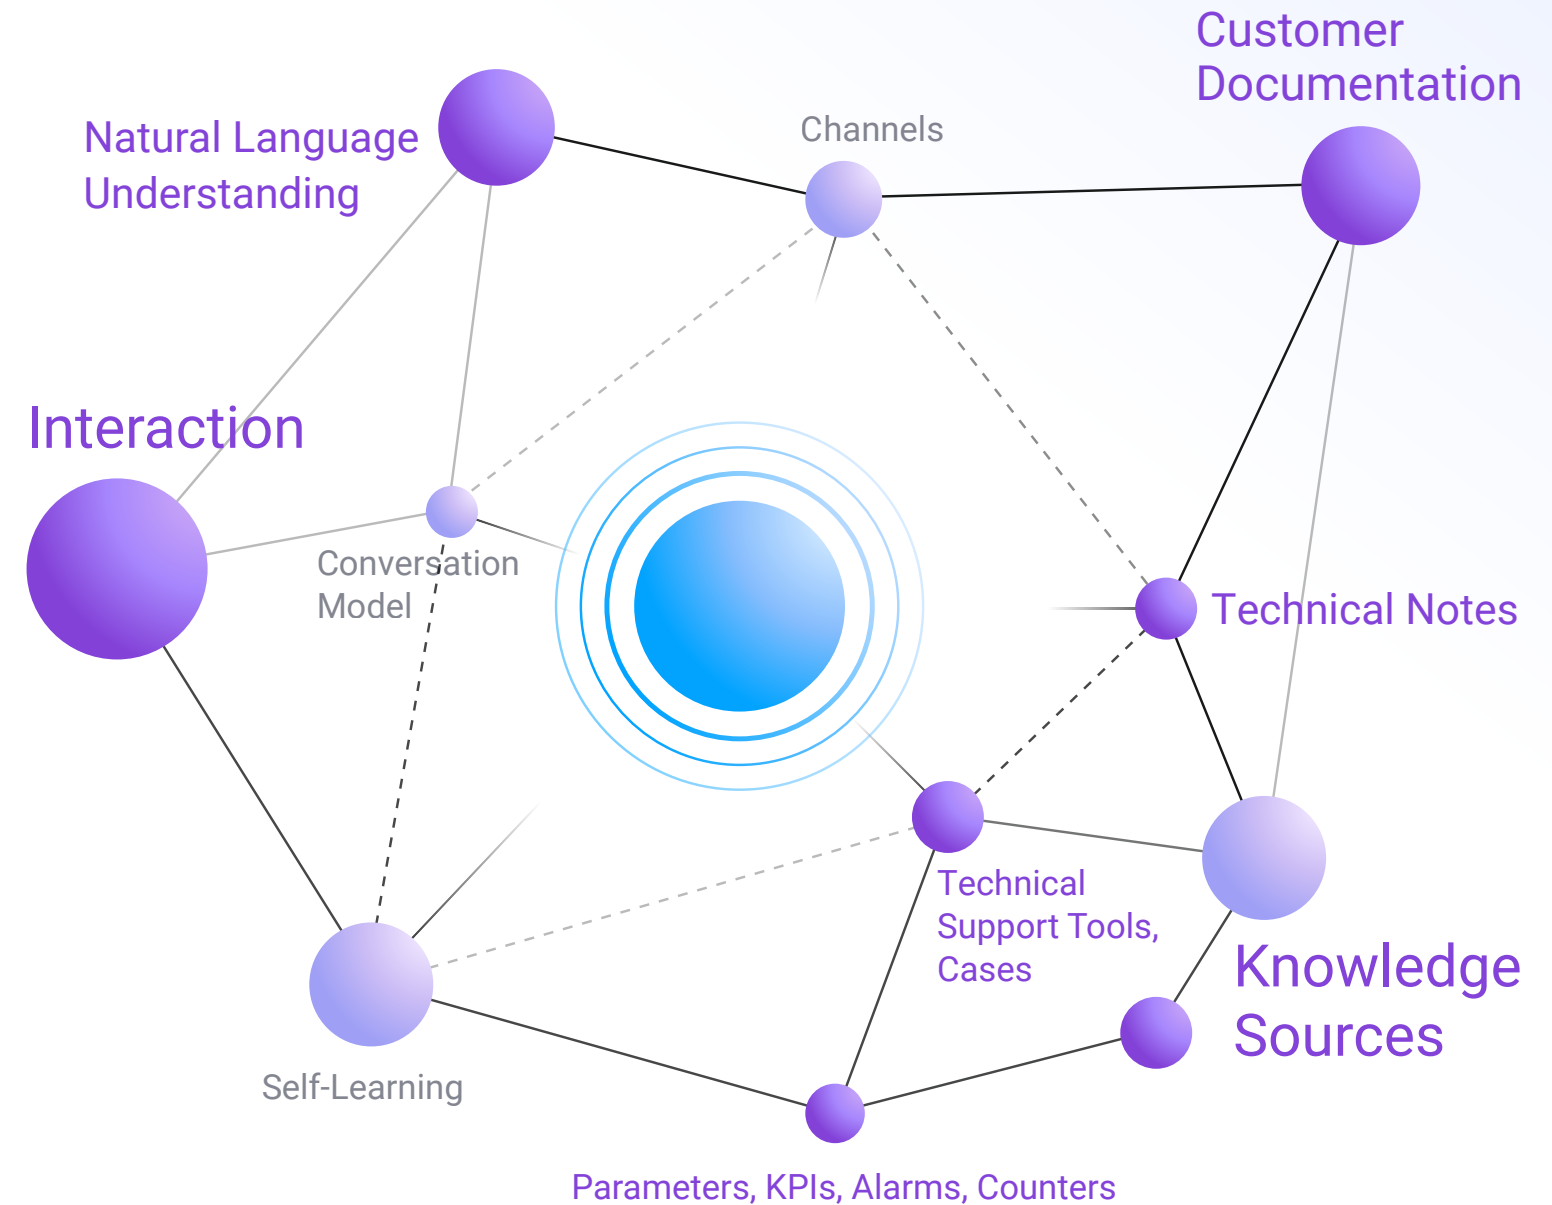 Customer
Documentation
Channels
Natural Language
Understanding
Interaction
Conversation
Model
Technical Notes
Technical
Support Tools,
Cases
Knowledge
Sources
Self-Learning
Parameters, KPIs, Alarms, Counters